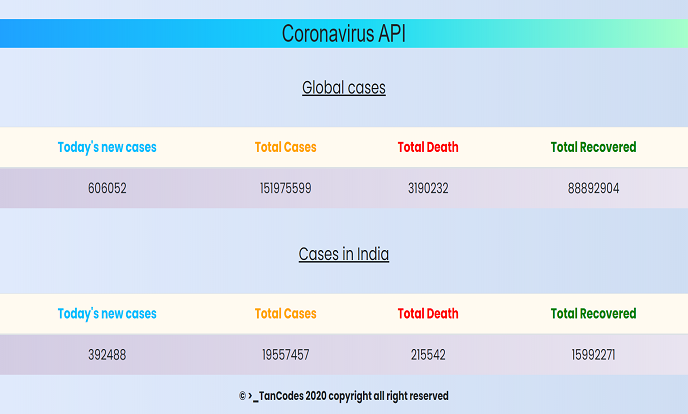 Coronavirus API
Global cases
Today's new cases Total Cases Total Death Total Recovered
606052 151975599 3190232 88892904
Cases in India
Today's new cases Total Cases Total Death Total Recovered
392488 19557457 215542 15992271
© >_TanCodes 2020 copyright all right reserved